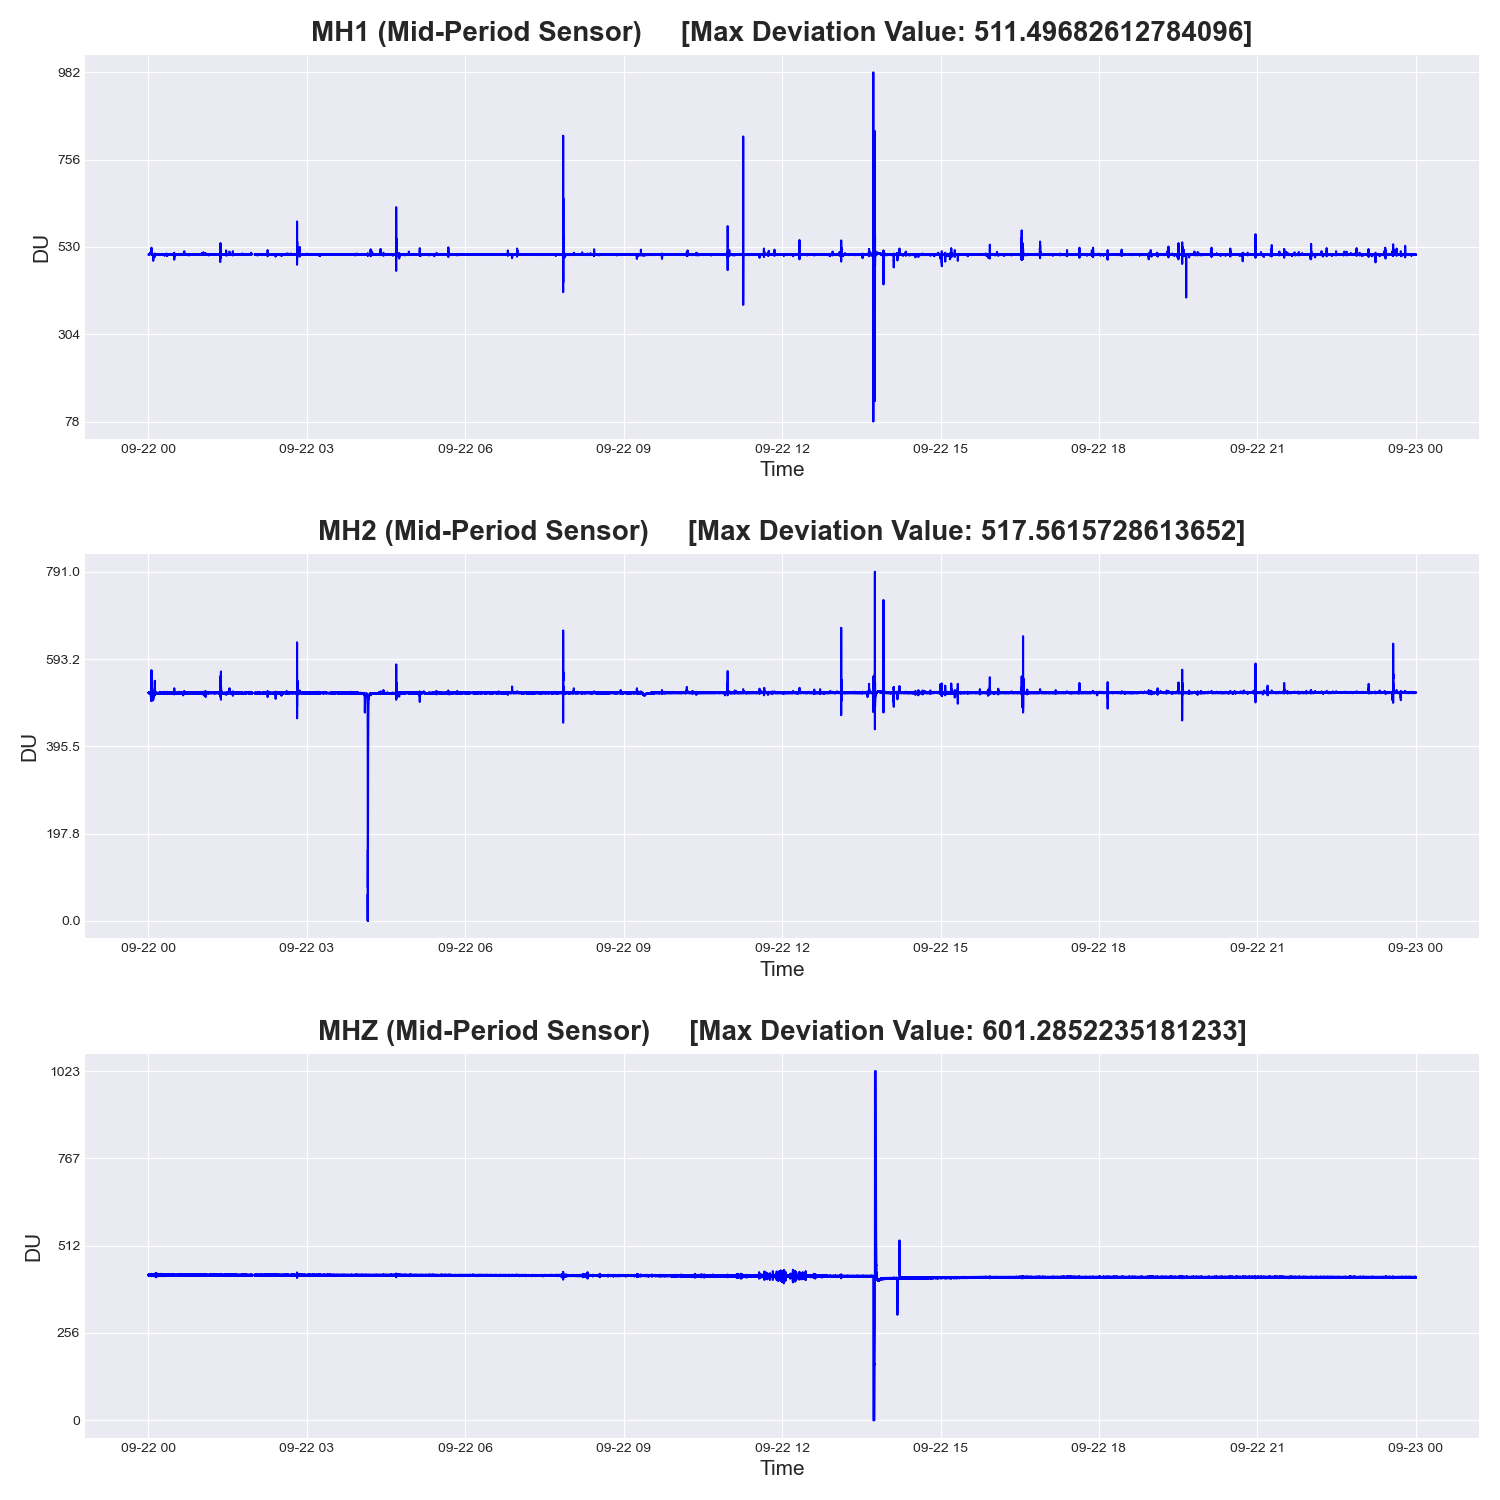 MH1 (Mid-Period Sensor) [Max Deviation Value: 511.49682612784096]
982
756
530
304
78
DU
09-22 00 09-22 03 09-22 06 09-22 09 09-22 12 09-22 15 09-22 18 09-22 21 09-23 00
Time
MH2 (Mid-Period Sensor) [Max Deviation Value: 517.5615728613652]
791.0
593.2
395.5
197.8
0.0
DU
09-22 00 09-22 03 09-22 06 09-22 09 09-22 12 09-22 15 09-22 18 09-22 21 09-23 00
Time
MHZ (Mid-Period Sensor) [Max Deviation Value: 601.2852235181233]
1023
767
512
256
0
DU
09-22 00 09-22 03 09-22 06 09-22 09 09-22 12 09-22 15 09-22 18 09-22 21 09-23 00
Time